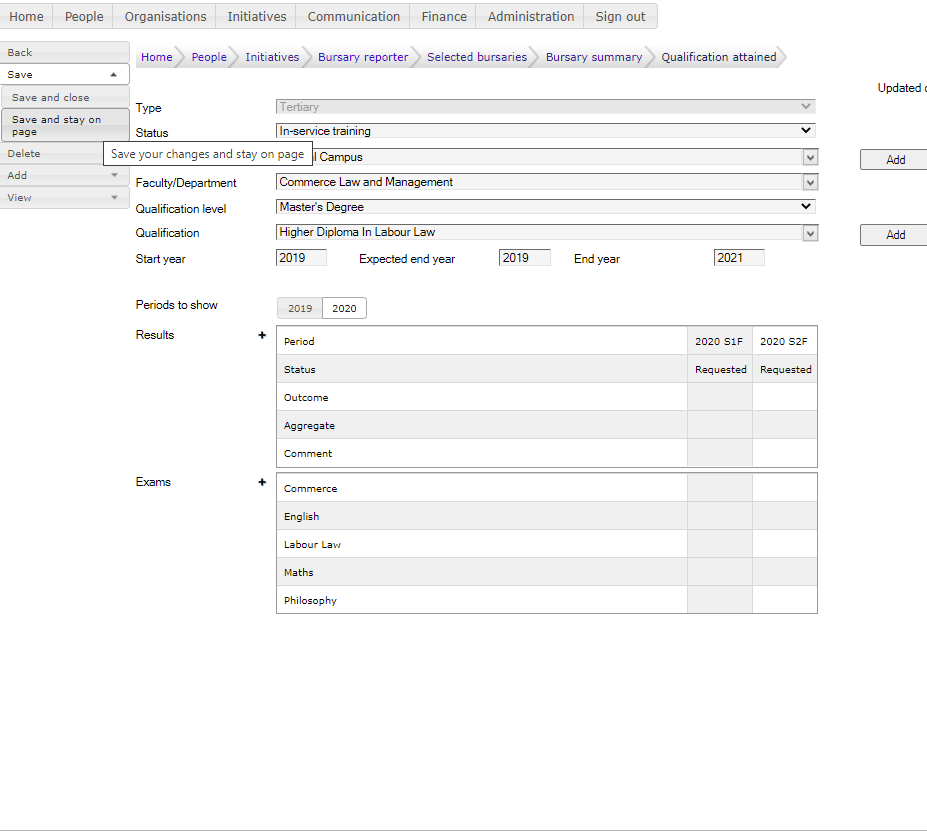 Home People Organisations Initiatives Communication Finance Administration Sign out
Back
Save
Save and close
Save and stay on
page
Delete
Add
View
Home People Initiatives Bursary reporter Selected bursaries Bursary summary Qualification attained
Updated
Type Tertiary
Status In-service training
Save your changes and stay on page
Campus Add
Faculty/Department Commerce Law and Management
Qualification level Master's Degree
Qualification Higher Diploma In Labour Law Add
Start year 2019 Expected end year 2019 End year 2021
Periods to show 2019 2020
Results + Period 2020 S1F 2020 S2F
Status Requested Requested
Outcome
Aggregate
Comment
Exams + Commerce
English
Labour Law
Maths
Philosophy